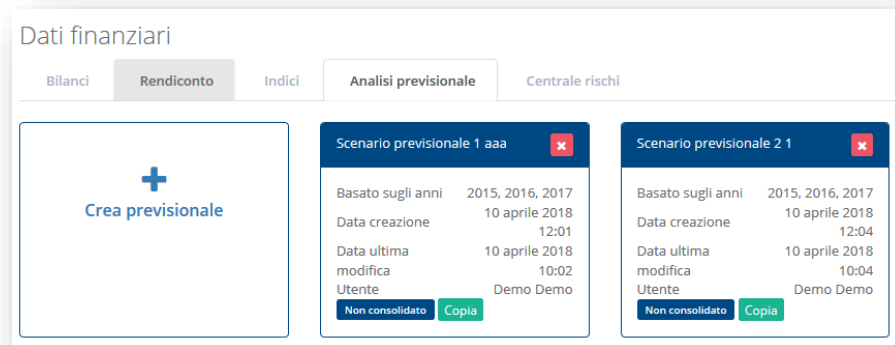 Dati finanziari
Bilanci Rendiconto Indici Analisi previsionale Centrale rischi
Crea previsionale
Scenario previsionale 1 aaa
Basato sugli anni 2015, 2016, 2017
Data creazione 10 aprile 2018
12:01
Data ultima 10 aprile 2018
modifica 10:02
Utente Demo Demo
Non consolidato Copia
Scenario previsionale 2 1
Basato sugli anni 2015, 2016, 2017
Data creazione 10 aprile 2018
12:04
Data ultima 10 aprile 2018
modifica 10:04
Utente Demo Demo
Non consolidato Copia